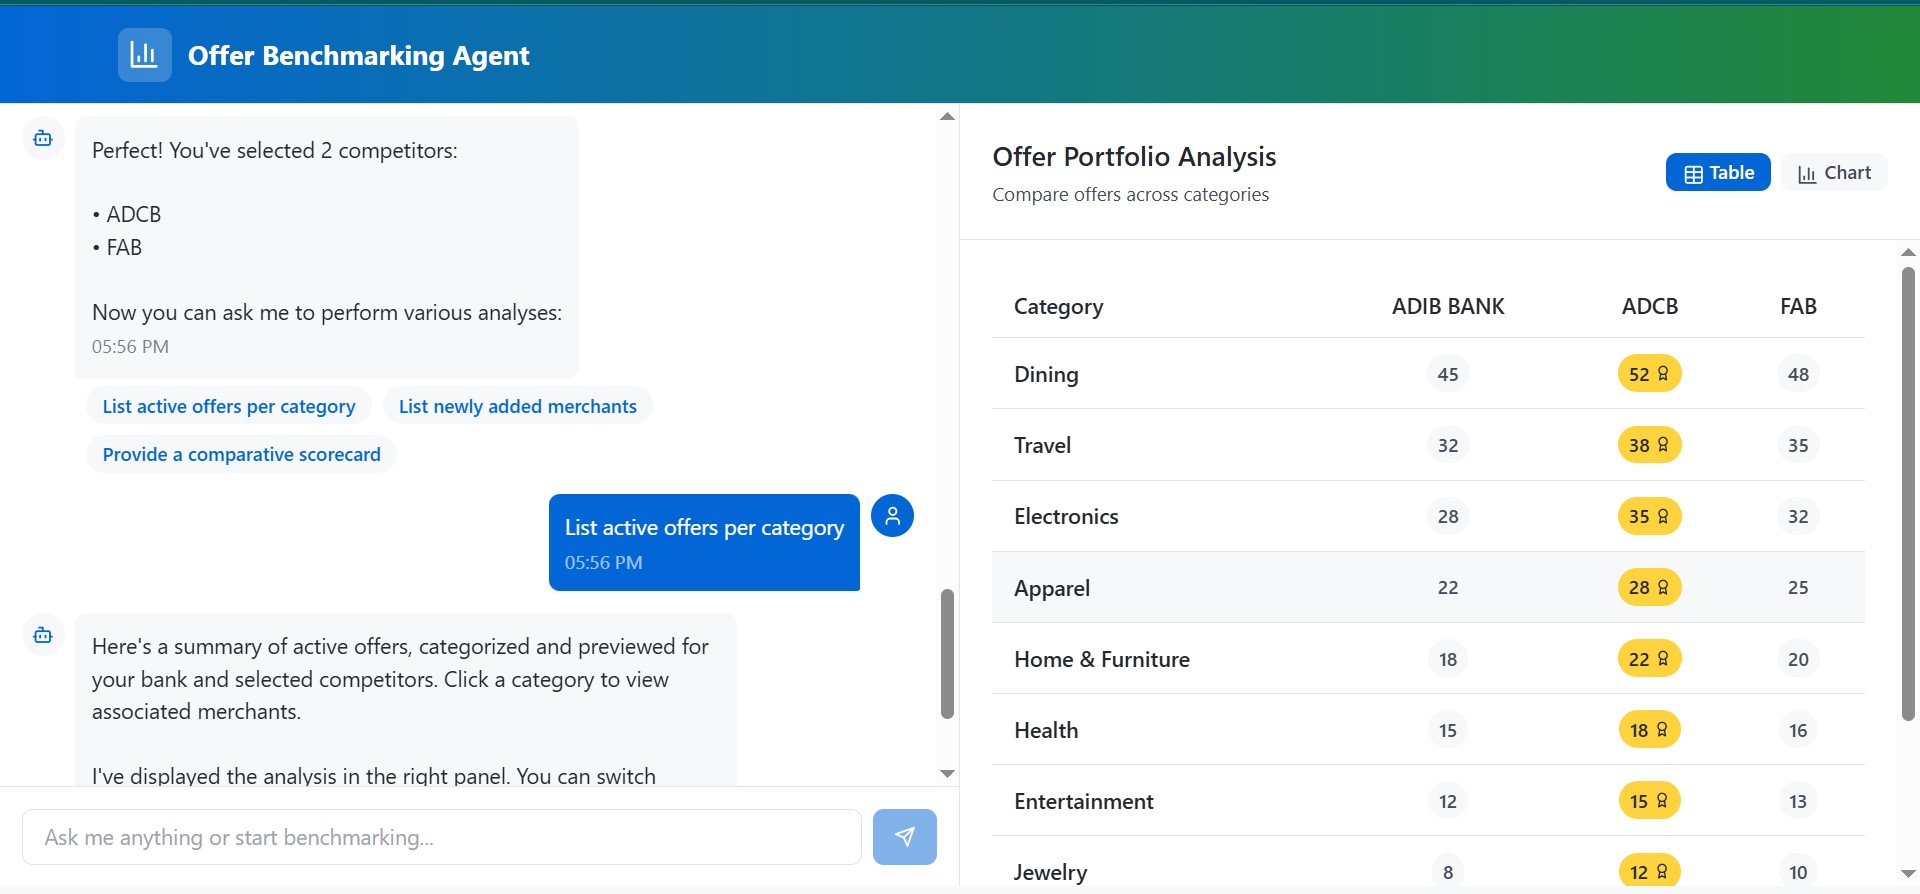 Offer Benchmarking Agent
Perfect! You've selected 2 competitors:
• ADCB
• FAB
Now you can ask me to perform various analyses:
05:56 PM
List active offers per category
List newly added merchants
Provide a comparative scorecard
List active offers per category
05:56 PM
Here's a summary of active offers, categorized and previewed for
your bank and selected competitors. Click a category to view
associated merchants.
I've displayed the analysis in the right panel. You can switch
Ask me anything or start benchmarking...
Offer Portfolio Analysis
Compare offers across categories
Table
Chart
Category ADIB BANK ADCB FAB
Dining 45 52 48
Travel 32 38 35
Electronics 28 35 32
Apparel 22 28 25
Home & Furniture 18 22 20
Health 15 18 16
Entertainment 12 15 13
Jewelry 8 12 10